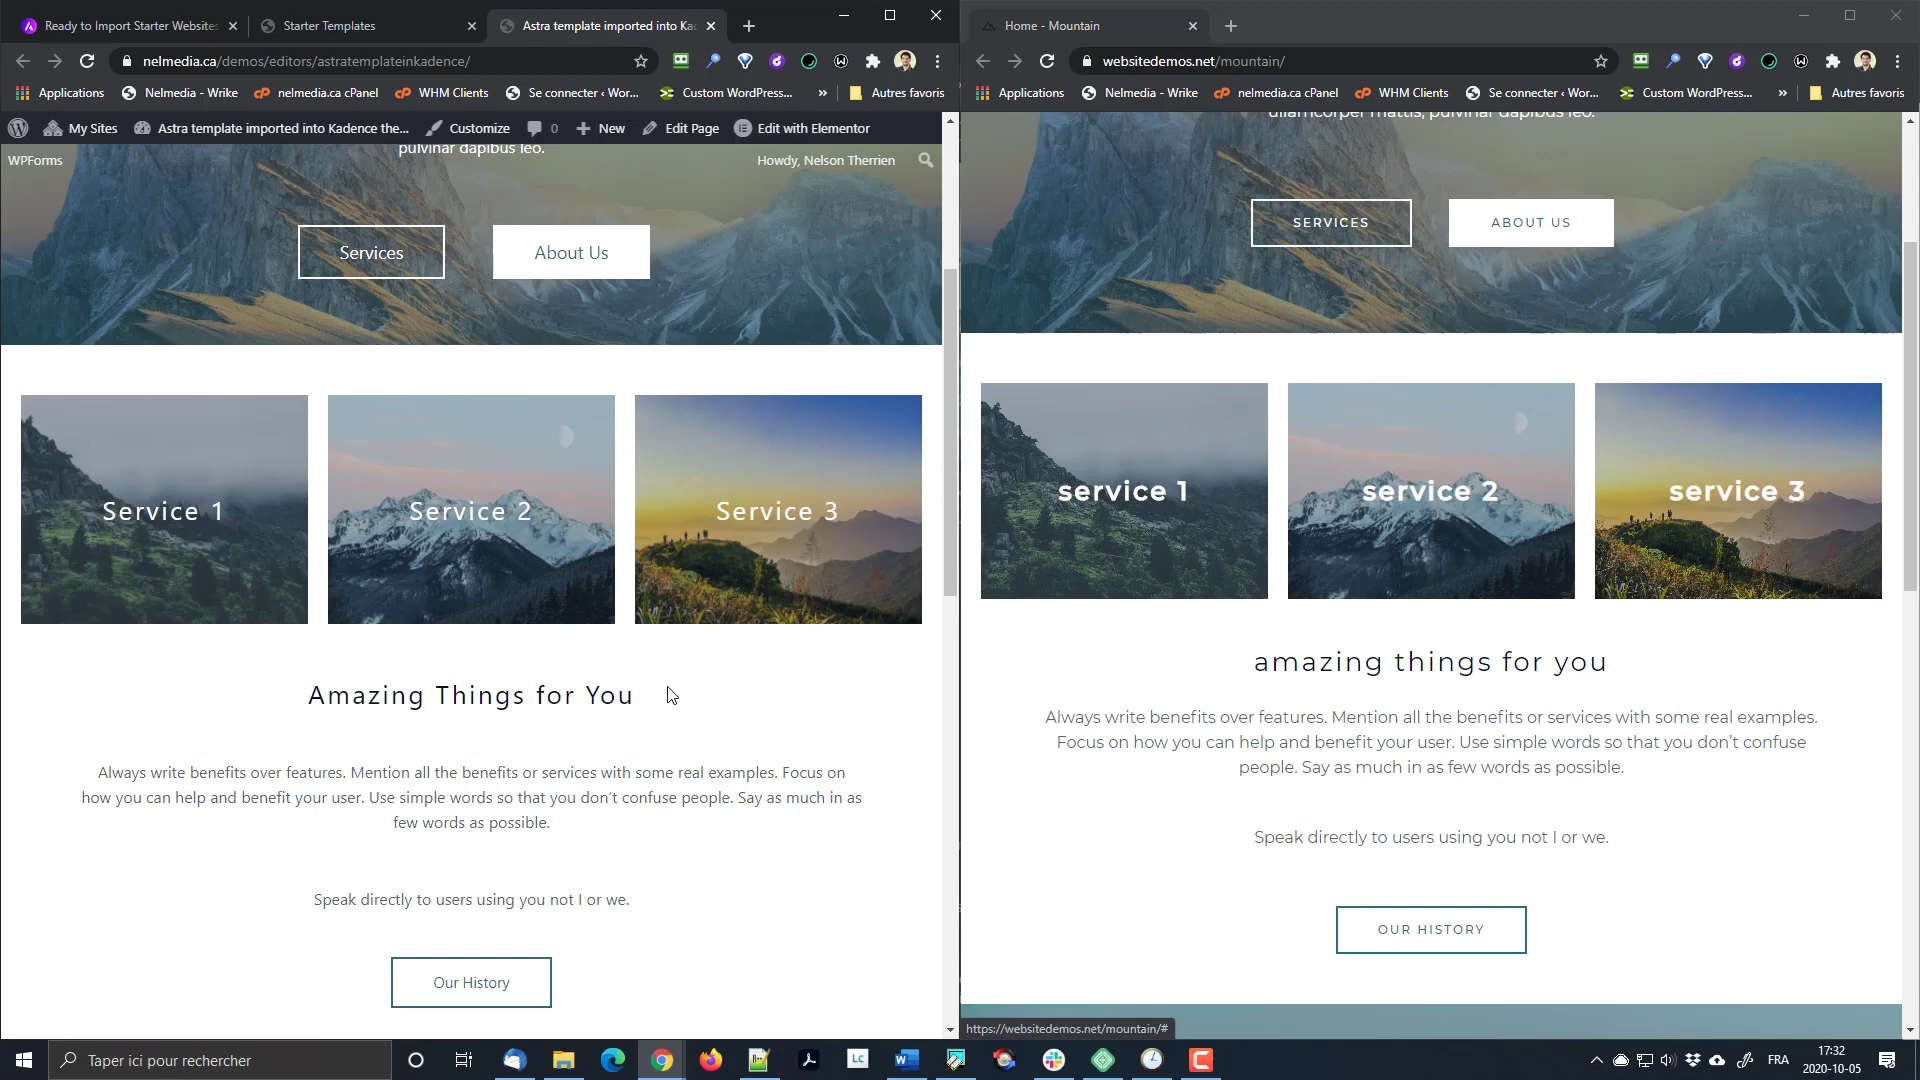 Ready to Import Starter Websites
Starter Templates
Astra template imported into Ka
nelmedia.ca/demos/editors/astratemplateinkadence/
Applications
Nelmedia - Wrike
nelmedia.ca cPanel
WHM Clients
Se connecter ‹ Wor...
Custom WordPress...
»
Autres favoris
My Sites
Astra template imported into Kadence the...
Customize
0
New
Edit Page
Edit with Elementor
WPForms
Howdy, Nelson Therrien
pulvinar dapibus leo.
Services
About Us
Service 1
Service 2
Service 3
Amazing Things for You
Always write benefits over features. Mention all the benefits or services with some real examples. Focus on
how you can help and benefit your user. Use simple words so that you don't confuse people. Say as much in as
few words as possible.
Speak directly to users using you not I or we.
Our History
Home - Mountain
websitedemos.net/mountain/
Applications
Nelmedia - Wrike
nelmedia.ca cPanel
WHM Clients
Se connecter ‹ Wor...
Custom WordPress...
»
Autres favoris
ullamcorper mattis, pulvinar dapibus leo.
SERVICES
ABOUT US
service 1
service 2
service 3
amazing things for you
Always write benefits over features. Mention all the benefits or services with some real examples.
Focus on how you can help and benefit your user. Use simple words so that you don't confuse
people. Say as much in as few words as possible.
Speak directly to users using you not I or we.
OUR HISTORY
https://websitedemos.net/mountain/#
Taper ici pour rechercher
LC
FRA
17:32
2020-10-05